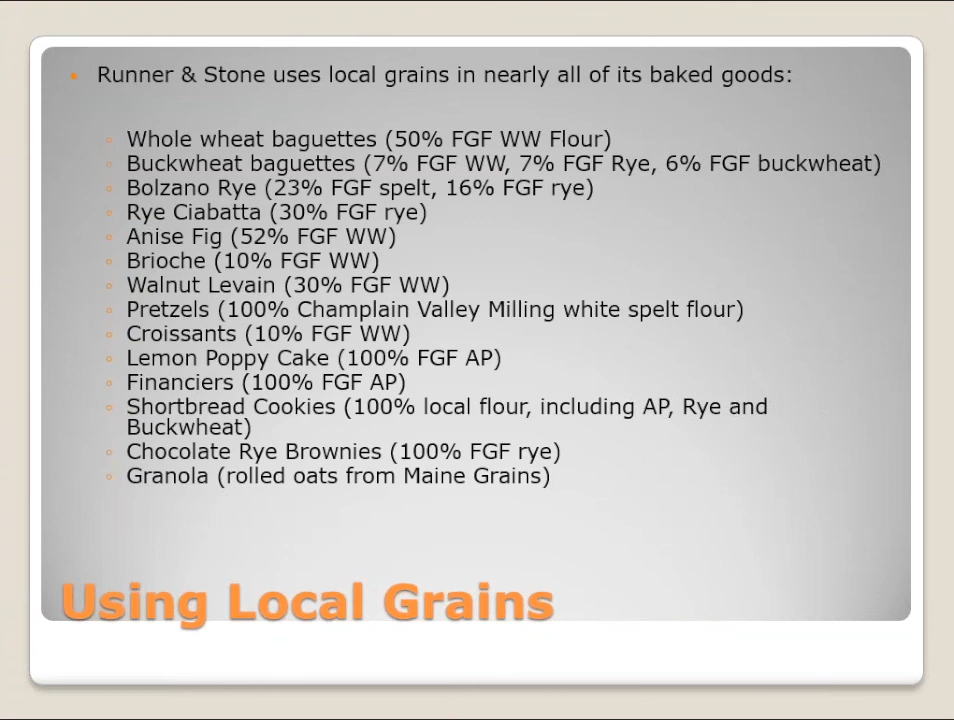 Runner & Stone uses local grains in nearly all of its baked goods:
Whole wheat baguettes (50% FGF WW Flour)
Buckwheat baguettes (7% FGF WW, 7% FGF Rye, 6% FGF buckwheat)
Bolzano Rye (23% FGF spelt, 16% FGF rye)
Rye Ciabatta (30% FGF rye)
Anise Fig (52% FGF WW)
Brioche (10% FGF WW)
Walnut Levain (30% FGF WW)
Pretzels (100% Champlain Valley Milling white spelt flour)
Croissants (10% FGF WW)
Lemon Poppy Cake (100% FGF AP)
Financiers (100% FGF AP)
Shortbread Cookies (100% local flour, including AP, Rye and
Buckwheat)
Chocolate Rye Brownies (100% FGF rye)
Granola (rolled oats from Maine Grains)
Using Local Grains